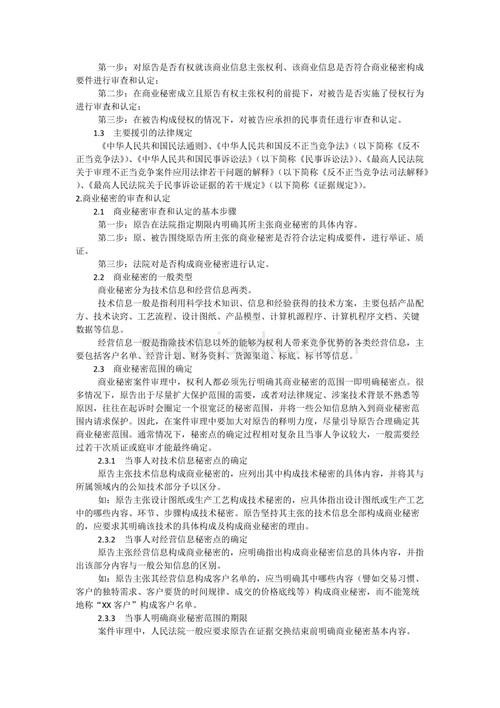 第一步：对原告是否有权就该商业信息主张权利、该商业信息是否符合商业秘密构成
要件进行审查和认定；
第二步：在商业秘密成立且原告有权主张权利的前提下，对被告是否实施了侵权行为
进行审查和认定；
第三步：在被告构成侵权的情况下，对被告应承担的民事责任进行审查和认定。
1.3 主要援引的法律规定
《中华人民共和国民法通则》、《中华人民共和国反不正当竞争法》（以下简称《反不
正当竞争法》）、《中华人民共和国民事诉讼法》（以下简称《民事诉讼法》）、《最高人民法院
关于审理不正当竞争案件应用法律若干问题的解释》（以下简称《反不正当竞争法司法解释》
）、《最高人民法院关于民事诉讼证据的若干规定》（以下简称《证据规定》）。
2.商业秘密的审查和认定
2.1 商业秘密审查和认定的基本步骤
第一步：原告在法院指定期限内明确其所主张商业秘密的具体内容。
第二步：原、被告围绕原告所主张的商业秘密是否符合法定构成要件，进行举证、质
证。
第三步：法院对是否构成商业秘密进行认定。
2.2 商业秘密的一般类型
商业秘密分为技术信息和经营信息两类。
技术信息一般是指利用科学技术知识、信息和经验获得的技术方案，主要包括产品配
方、技术诀窍、工艺流程、设计图纸、产品模型、计算机源程序、计算机程序文档、关键
数据等信息。
经营信息一般是指除技术信息以外的能够为权利人带来竞争优势的各类经营信息，主
要包括客户名单、经营计划、财务资料、货源渠道、标底、标书等信息。
2.3 商业秘密范围的确定
商业秘密案件审理中，权利人都必须先行明确其商业秘密的范围—即明确秘密点。很
多情况下，原告出于尽量扩大保护范围的需要，或者对法律规定、涉案技术背景不熟悉等
原因，往往在起诉时会圈定一个很宽泛的秘密范围，并将一些公知信息纳入到商业秘密范
围内请求保护。因此，在案件审理中要加大对原告的释明力度，尽量引导原告合理确定其
商业秘密范围。通常情况下，秘密点的确定过程相对复杂且当事人争议较大，一般需要经
过若干次质证或庭审才能最终确定。
2.3.1 当事人对技术信息秘密点的确定
原告主张技术信息构成商业秘密的，应列出其中构成技术秘密的具体内容，并将其与
所属领域内的公知技术部分予以区分。
如：原告主张设计图纸或生产工艺构成技术秘密的，应具体指出设计图纸或生产工艺
中的哪些内容、环节、步骤构成技术秘密。原告坚持其主张的技术信息全部构成商业秘密
的，应要求其明确该技术的具体构成及构成商业秘密的理由。
2.3.2 当事人对经营信息秘密点的确定
原告主张经营信息构成商业秘密的，应明确指出构成商业秘密信息的具体内容，并指
出该部分内容与一般公知信息的区别。
如：原告主张其经营信息构成客户名单的，应当明确其中哪些内容（譬如交易习惯、
客户的独特需求、客户要货的时间规律、成交的价格底线等）构成商业秘密，而不能笼统
地称“XX 客户”构成客户名单。
2.3.3 当事人明确商业秘密范围的期限
案件审理中，人民法院一般应要求原告在证据交换结束前明确商业秘密基本内容。